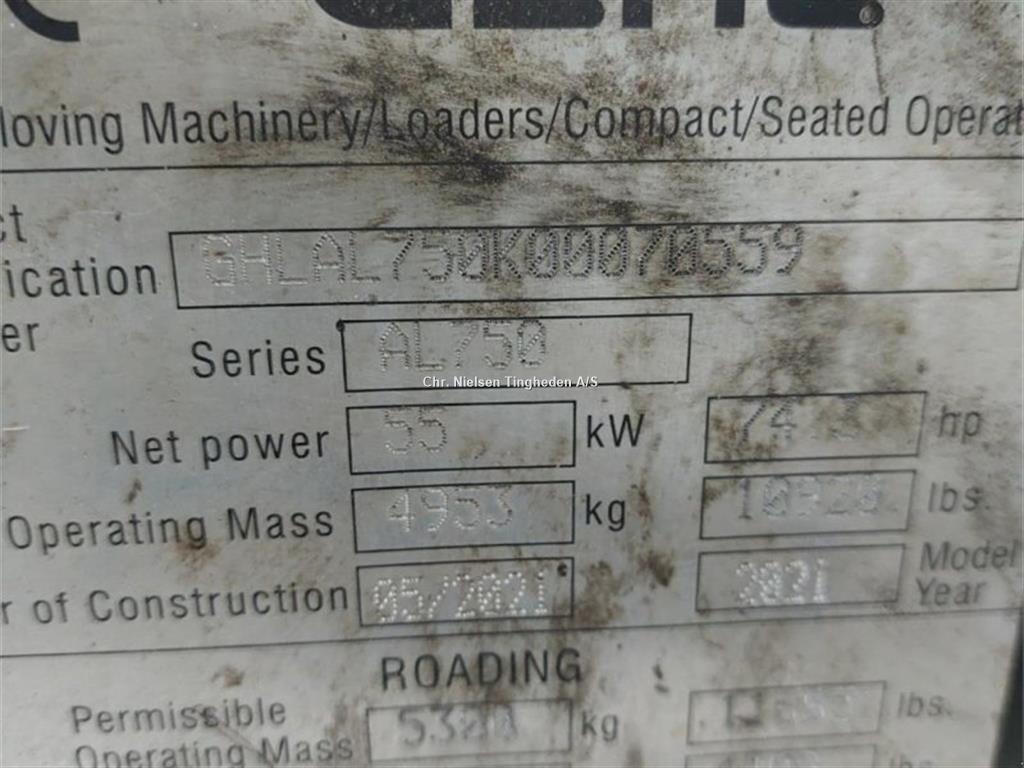 loving Machinery/Loaders/Compact/Seated Operat
ct
ication GHLAL750K00070559
er
Series AL750
Chr. Nielsen Tingheden A/S
Net power 55 kW hp
Operating Mass 4953 kg lbs.
r of Construction 05/2021 2021 Model Year
ROADING
Permissible
Operating Mass kg lbs.